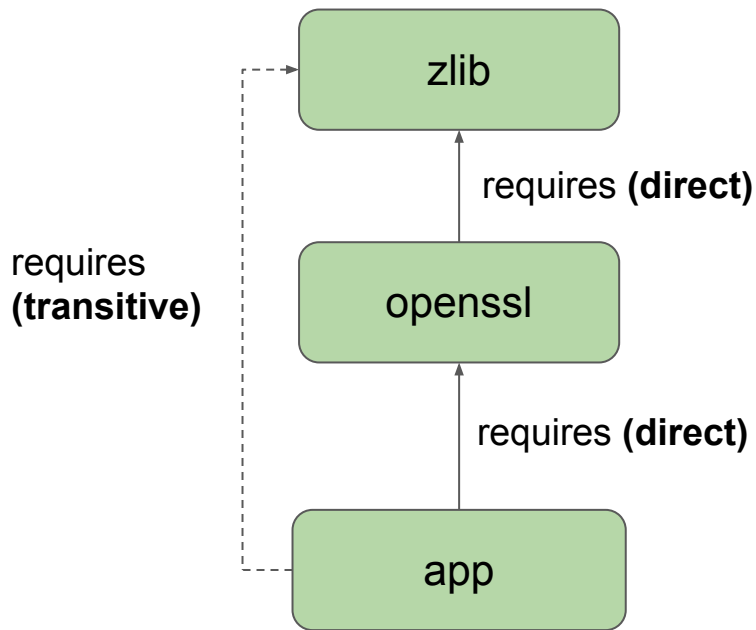 zlib
requires (direct)
requires
(transitive)
openssl
requires (direct)
app